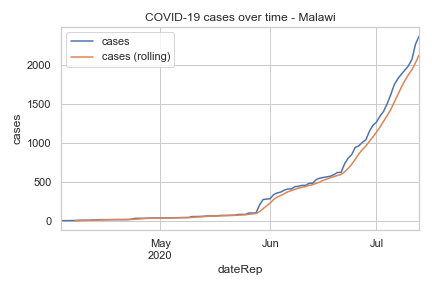 COVID-19 cases over time - Malawi
cases
cases (rolling)
cases
2000
1500
1000
500
0
May
2020
Jun
Jul
dateRep